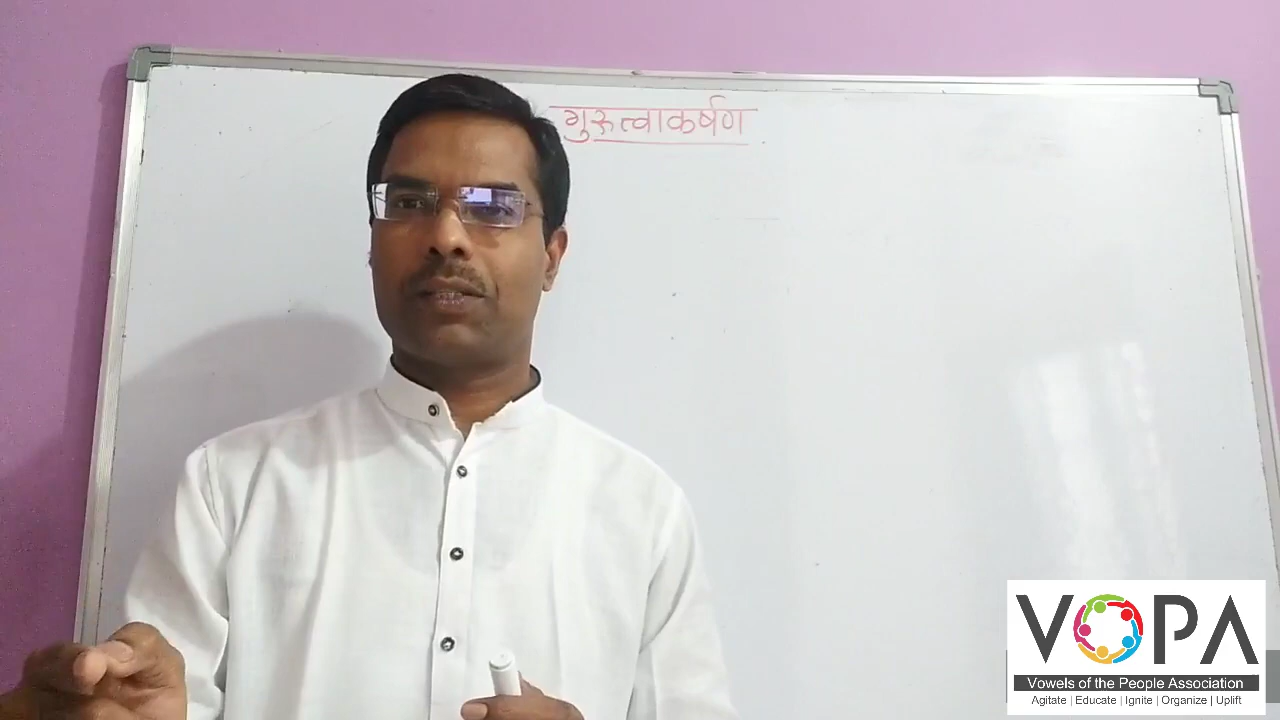 गुरुत्वाकर्षण
VOPA
Vowels of the People Association
Agitate | Educate | Ignite | Organize | Uplift